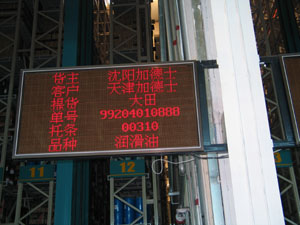 货主 沈阳加德士
客户 天津加德士
提货 大田
单号 99204010888
托盘 00310
品种 润滑油
11
12